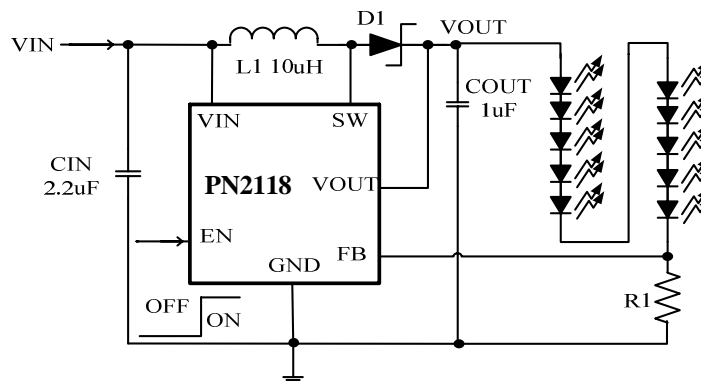 D1
VIN
VOUT
L1 10uH
COUT
1uF
VIN
SW
CIN
2.2uF
PN2118
VOUT
EN
FB
GND
OFF
ON
R1